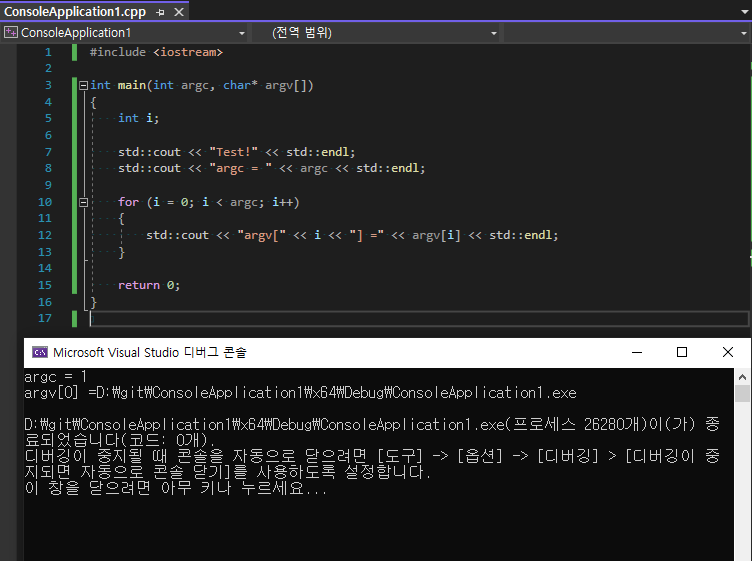 ConsoleApplication1.cpp
ConsoleApplication1 (전역 범위)
1 #include <iostream>
2
3 int main(int argc, char* argv[])
4 {
5 int i;
6
7 std::cout << "Test!" << std::endl;
8 std::cout << "argc = " << argc << std::endl;
9
10 for (i = 0; i < argc; i++)
11 {
12 std::cout << "argv[" << i << "] =" << argv[i] << std::endl;
13 }
14
15 return 0;
16 }
17
C:\ Microsoft Visual Studio 디버그 콘솔
argc = 1
argv[0] =D:₩git₩ConsoleApplication1₩x64₩Debug₩ConsoleApplication1.exe
D:₩git₩ConsoleApplication1₩x64₩Debug₩ConsoleApplication1.exe(프로세스 26280개)이(가) 종
료되었습니다(코드: 0개).
디버깅이 중지될 때 콘솔을 자동으로 닫으려면 [도구] -> [옵션] -> [디버깅] > [디버깅이 중
지되면 자동으로 콘솔 닫기]를 사용하도록 설정합니다.
이 창을 닫으려면 아무 키나 누르세요...